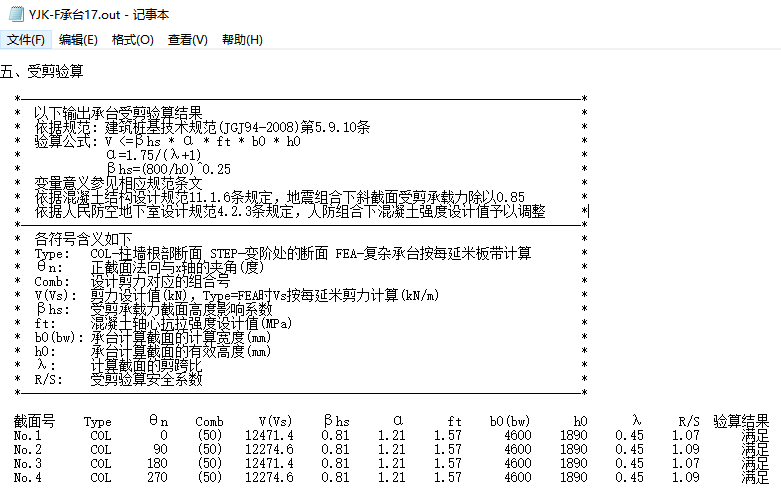 YJK-F承台17.out - 记事本
文件(F) 编辑(E) 格式(O) 查看(V) 帮助(H)
五、受剪验算
*————————————————————————————————————————*
* 以下输出承台受剪验算结果 *
* 依据规范: 建筑桩基技术规范(JGJ94-2008)第5.9.10条 *
* 验算公式: V <=βhs * α * ft * b0 * h0 *
* α=1.75/(λ+1) *
* βhs=(800/h0)^0.25 *
* 变量意义参见相应规范条文 *
* 依据混凝土结构设计规范11.1.6条规定，地震组合下斜截面受剪承载力除以0.85 *
* 依据人民防空地下室设计规范4.2.3条规定，人防组合下混凝土强度设计值予以调整 *
*————————————————————————————————————————*
* 各符号含义如下 *
* Type: COL-柱墙根部断面 STEP-变阶处的断面 FEA-复杂承台按每延米板带计算 *
* θn: 正截面法向与x轴的夹角(度) *
* Comb: 设计剪力对应的组合号 *
* V(Vs): 剪力设计值(kN)，Type=FEA时Vs按每延米剪力计算(kN/m) *
* βhs: 受剪承载力截面高度影响系数 *
* ft: 混凝土轴心抗拉强度设计值(MPa) *
* b0(bw): 承台计算截面的计算宽度(mm) *
* h0: 承台计算截面的有效高度(mm) *
* λ: 计算截面的剪跨比 *
* R/S: 受剪验算安全系数 *
*————————————————————————————————————————*
截面号 Type θn Comb V(Vs) βhs α ft b0(bw) h0 λ R/S 验算结果
No.1 COL 0 (50) 12471.4 0.81 1.21 1.57 4600 1890 0.45 1.07 满足
No.2 COL 90 (50) 12274.6 0.81 1.21 1.57 4600 1890 0.45 1.09 满足
No.3 COL 180 (50) 12471.4 0.81 1.21 1.57 4600 1890 0.45 1.07 满足
No.4 COL 270 (50) 12274.6 0.81 1.21 1.57 4600 1890 0.45 1.09 满足